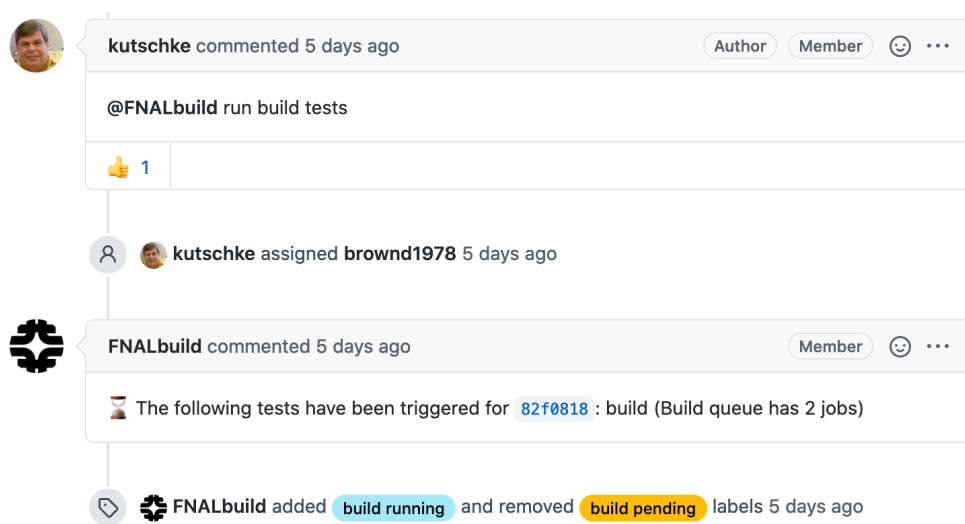 kutschke commented 5 days ago Author Member
@FNALbuild run build tests
👍 1
kutschke assigned brownd1978 5 days ago
FNALbuild commented 5 days ago Member
⏳ The following tests have been triggered for 82f0818 : build (Build queue has 2 jobs)
FNALbuild added build running and removed build pending labels 5 days ago